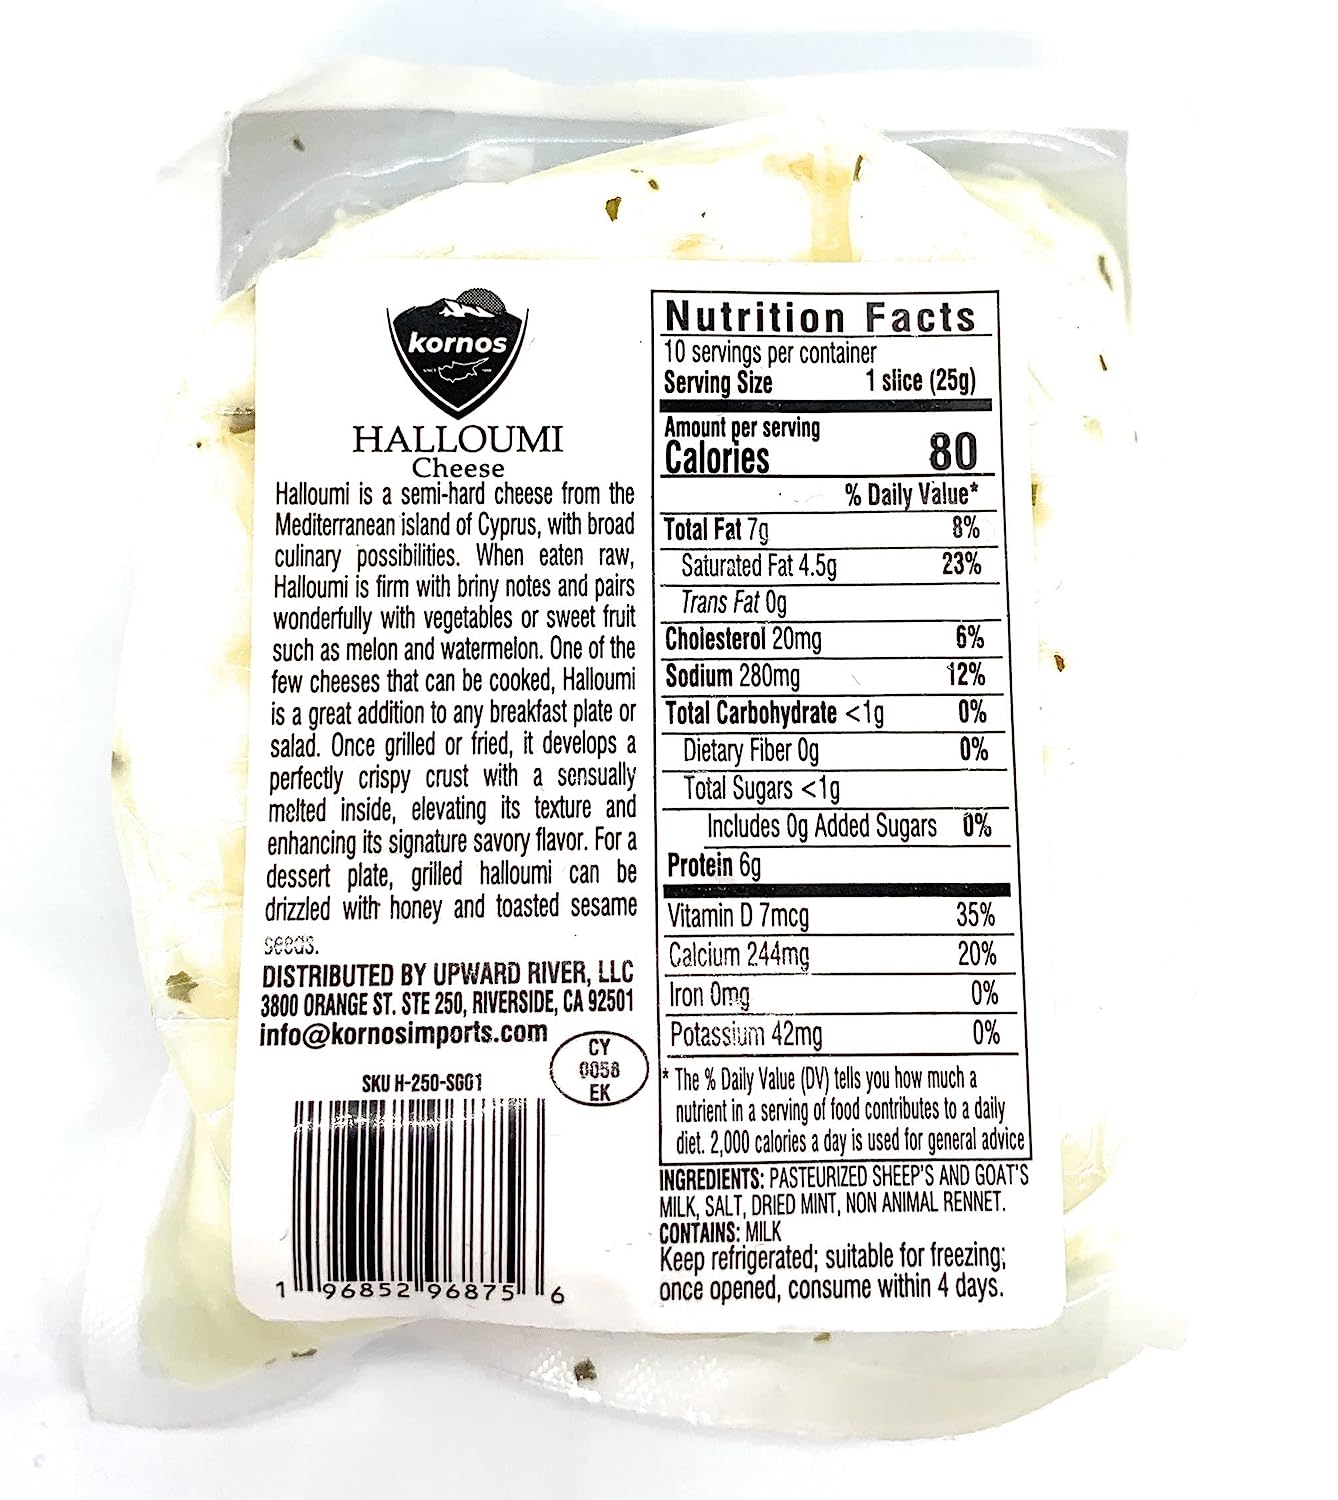 kornos
HALLOUMI
Cheese
Halloumi is a semi-hard cheese from the
Mediterranean island of Cyprus, with broad
culinary possibilities. When eaten raw,
Halloumi is firm with briny notes and pairs
wonderfully with vegetables or sweet fruit
such as melon and watermelon. One of the
few cheeses that can be cooked, Halloumi
is a great addition to any breakfast plate or
salad. Once grilled or fried, it develops a
perfectly crispy crust with a sensually
melted inside, elevating its texture and
enhancing its signature savory flavor. For a
dessert plate, grilled halloumi can be
drizzled with honey and toasted sesame
seeds.
DISTRIBUTED BY UPWARD RIVER, LLC
3800 ORANGE ST. STE 250, RIVERSIDE, CA 92501
info@kornosimports.com
CY
0058
EK
SKU H-250-SG01
1 96852 96875 6
Nutrition Facts
10 servings per container
Serving Size 1 slice (25g)
Amount per serving
Calories 80
% Daily Value*
Total Fat 7g 8%
Saturated Fat 4.5g 23%
Trans Fat 0g
Cholesterol 20mg 6%
Sodium 280mg 12%
Total Carbohydrate <1g 0%
Dietary Fiber 0g 0%
Total Sugars <1g
Includes 0g Added Sugars 0%
Protein 6g
Vitamin D 7mcg 35%
Calcium 244mg 20%
Iron 0mg 0%
Potassium 42mg 0%
* The % Daily Value (DV) tells you how much a
nutrient in a serving of food contributes to a daily
diet. 2,000 calories a day is used for general advice
INGREDIENTS: PASTEURIZED SHEEP'S AND GOAT'S
MILK, SALT, DRIED MINT, NON ANIMAL RENNET.
CONTAINS: MILK
Keep refrigerated; suitable for freezing;
once opened, consume within 4 days.